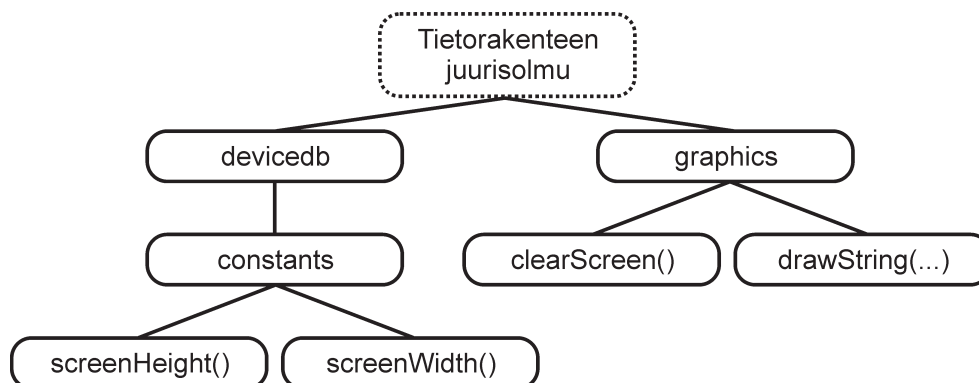 Tietorakenteen
juurisolmu
devicedb
graphics
constants
clearScreen()
drawString(...)
screenHeight()
screenWidth()